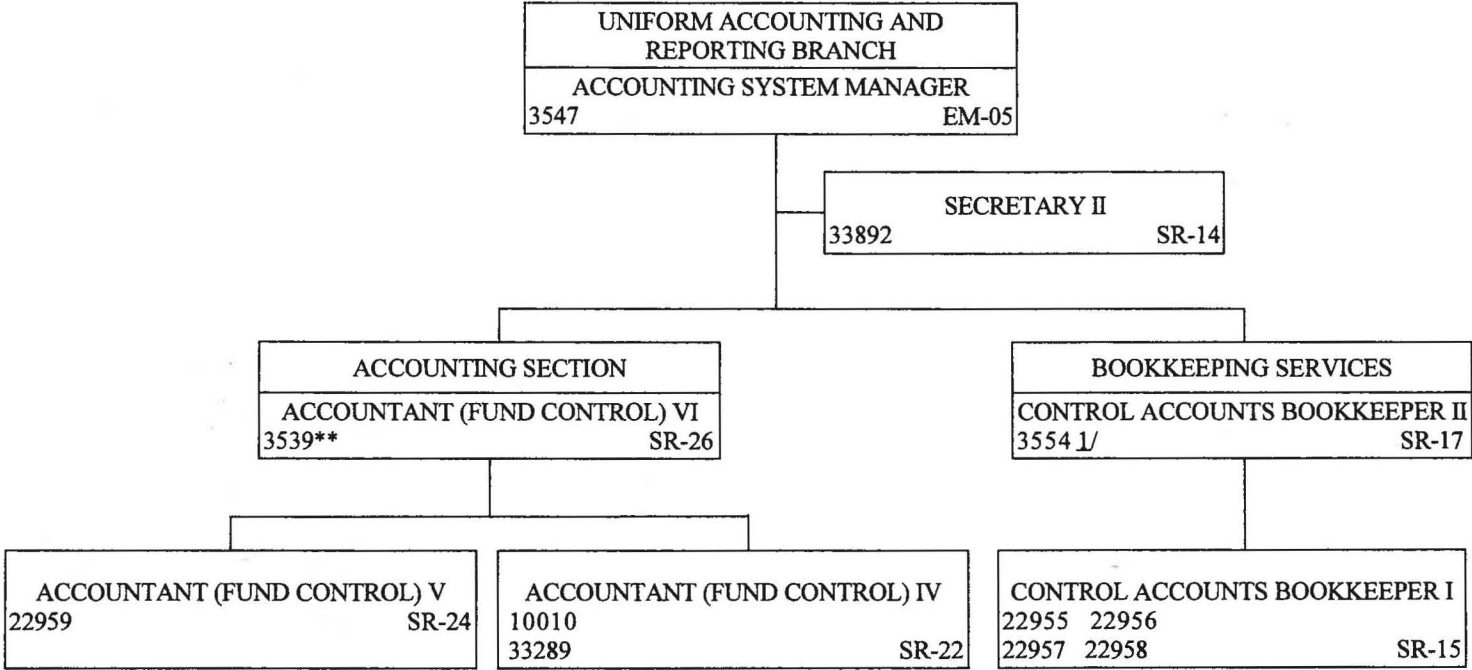 UNIFORM ACCOUNTING AND
REPORTING BRANCH
ACCOUNTING SYSTEM MANAGER
3547 EM-05
SECRETARY II
33892 SR-14
ACCOUNTING SECTION
ACCOUNTANT (FUND CONTROL) VI
3539** SR-26
BOOKKEEPING SERVICES
CONTROL ACCOUNTS BOOKKEEPER II
3554 1/ SR-17
ACCOUNTANT (FUND CONTROL) V
22959 SR-24
ACCOUNTANT (FUND CONTROL) IV
10010
33289 SR-22
CONTROL ACCOUNTS BOOKKEEPER I
22955 22956
22957 22958 SR-15